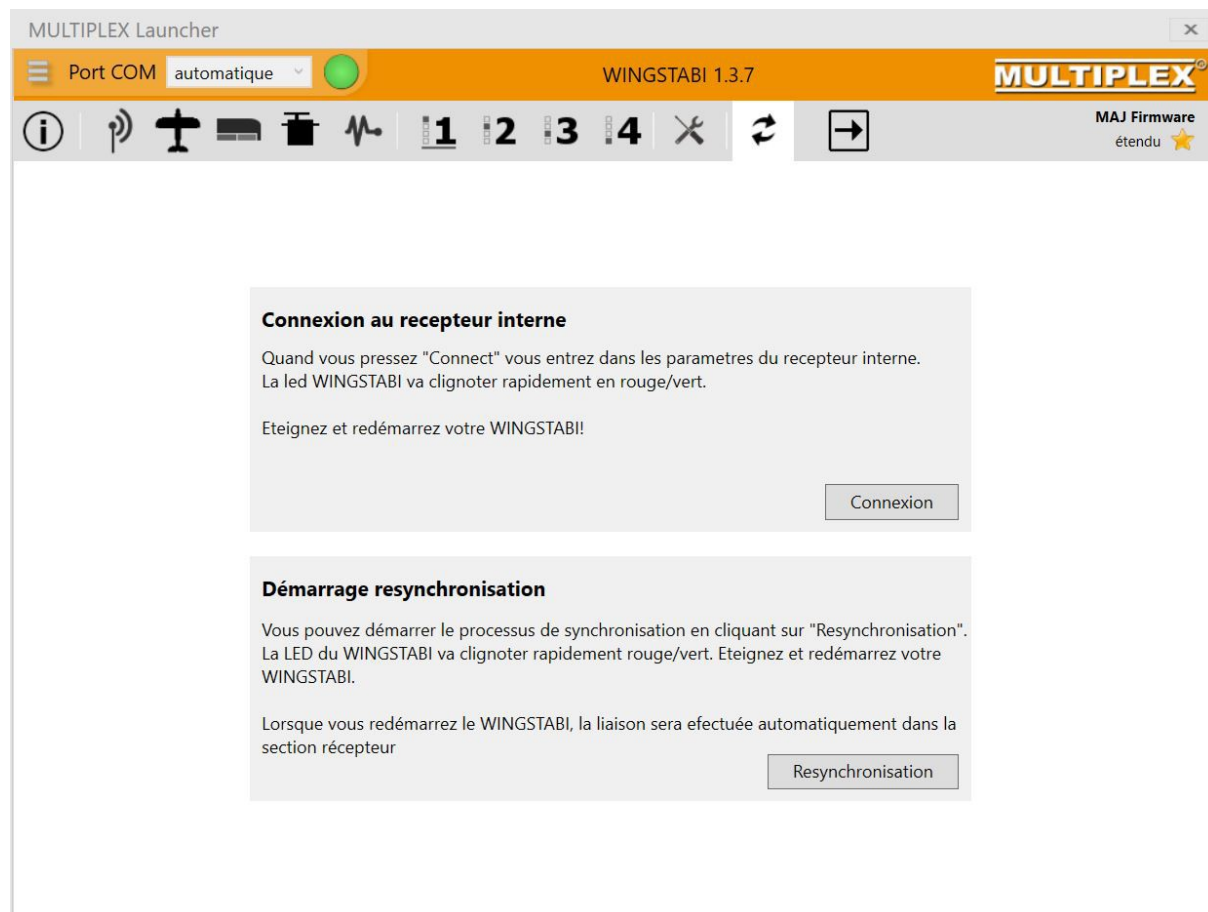 MULTIPLEX Launcher
Port COM automatique WINGSTABI 1.3.7 MULTIPLEX®
1 2 3 4 MAJ Firmware
étendu
Connexion au recepteur interne
Quand vous pressez "Connect" vous entrez dans les parametres du recepteur interne.
La led WINGSTABI va clignoter rapidement en rouge/vert.
Eteignez et redémarrez votre WINGSTABI!
Connexion
Démarrage resynchronisation
Vous pouvez démarrer le processus de synchronisation en cliquant sur "Resynchronisation".
La LED du WINGSTABI va clignoter rapidement rouge/vert. Eteignez et redémarrez votre
WINGSTABI.
Lorsque vous redémarrez le WINGSTABI, la liaison sera efectuée automatiquement dans la
section récepteur
Resynchronisation